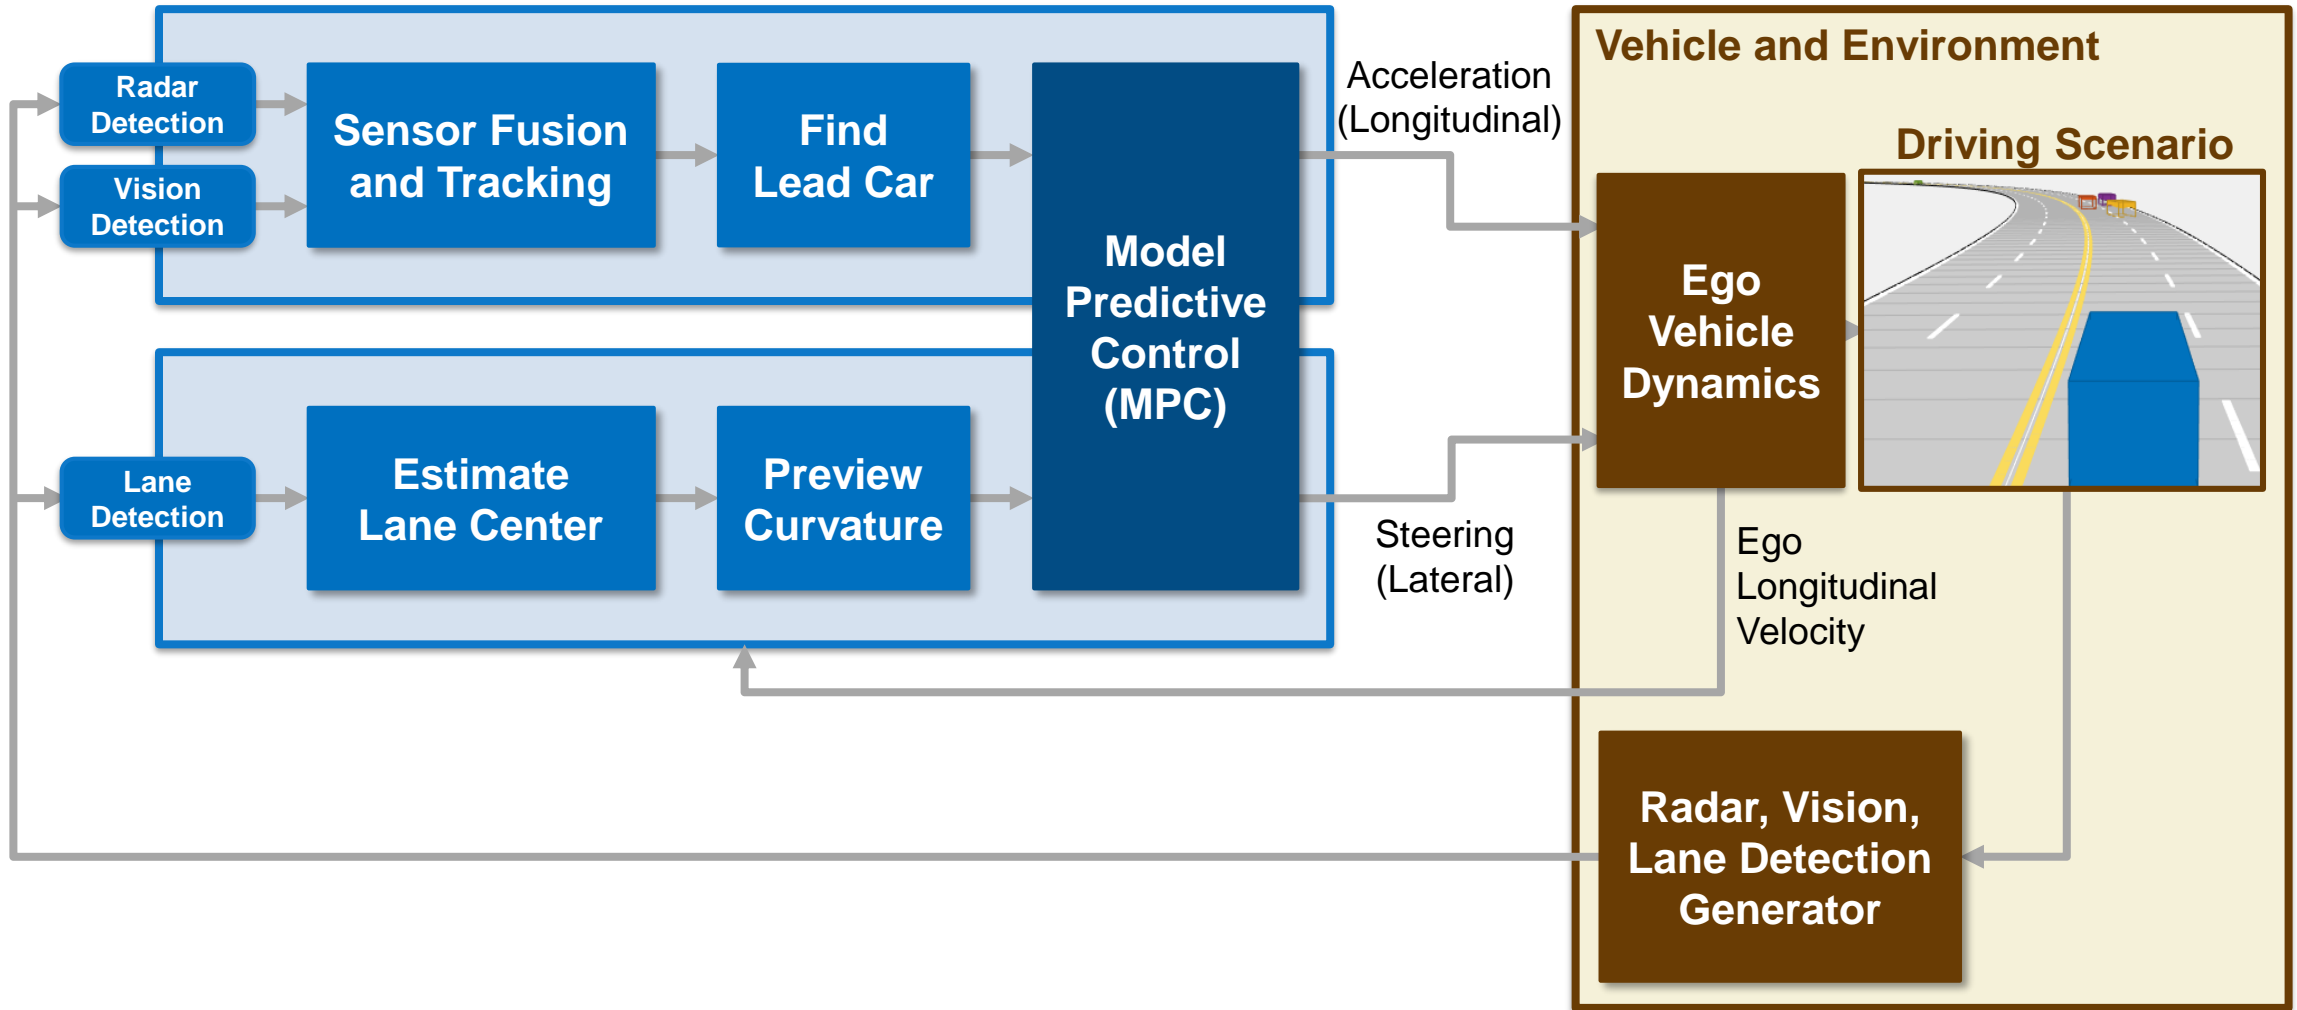 Radar
Detection
Vision
Detection
Sensor Fusion
and Tracking
Find
Lead Car
Model
Predictive
Control
(MPC)
Lane
Detection
Estimate
Lane Center
Preview
Curvature
Acceleration
(Longitudinal)
Steering
(Lateral)
Vehicle and Environment
Driving Scenario
Ego
Vehicle
Dynamics
Ego
Longitudinal
Velocity
Radar, Vision,
Lane Detection
Generator